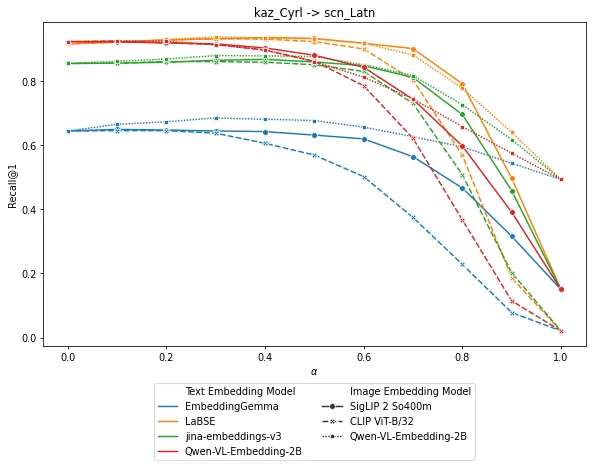 kaz_Cyrl -> scn_Latn
Recall@1
0.8
0.6
0.4
0.2
0.0
0.0 0.2 0.4 0.6 0.8 1.0
α
Text Embedding Model
EmbeddingGemma
LaBSE
jina-embeddings-v3
Qwen-VL-Embedding-2B
Image Embedding Model
SigLIP 2 So400m
CLIP ViT-B/32
Qwen-VL-Embedding-2B